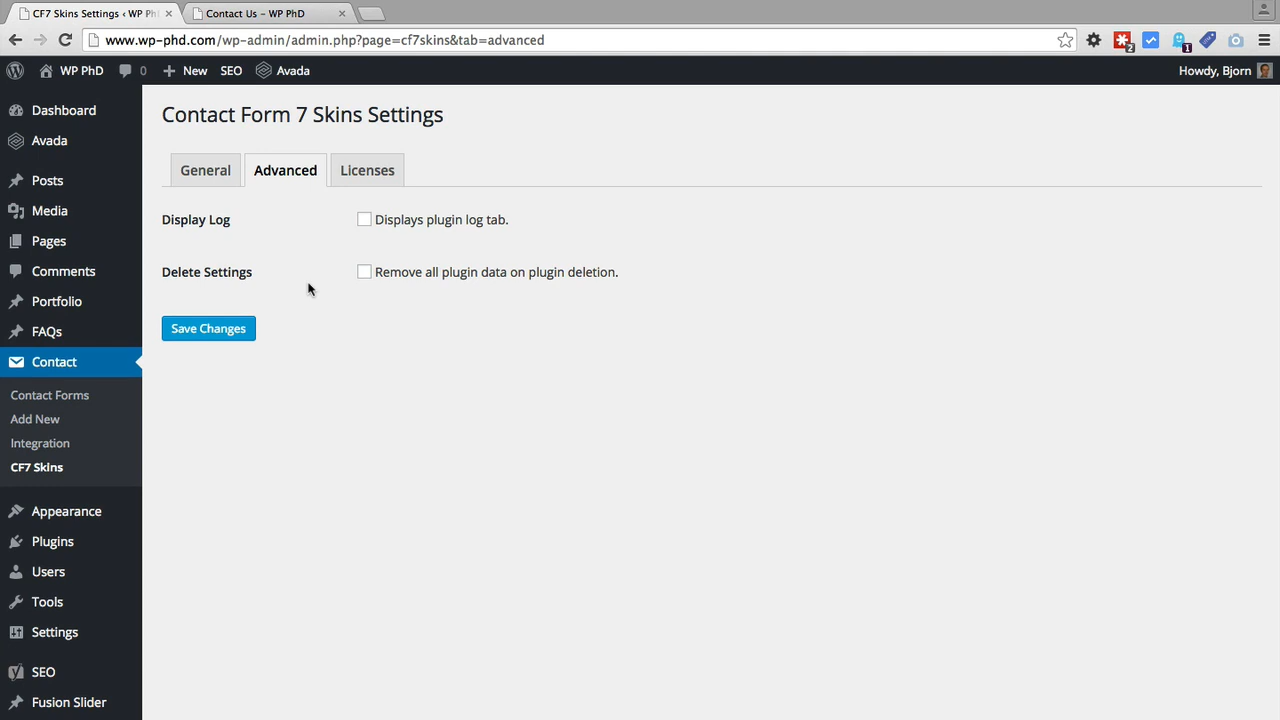 CF7 Skins Settings ‹ WP Ph
Contact Us – WP PhD
www.wp-phd.com/wp-admin/admin.php?page=cf7skins&tab=advanced
2
1
WP PhD
0
New
SEO
Avada
Howdy, Bjorn
Dashboard
Avada
Posts
Media
Pages
Comments
Portfolio
FAQs
Contact
Contact Forms
Add New
Integration
CF7 Skins
Appearance
Plugins
Users
Tools
Settings
SEO
Fusion Slider
Contact Form 7 Skins Settings
General
Advanced
Licenses
Display Log
Displays plugin log tab.
Delete Settings
Remove all plugin data on plugin deletion.
Save Changes